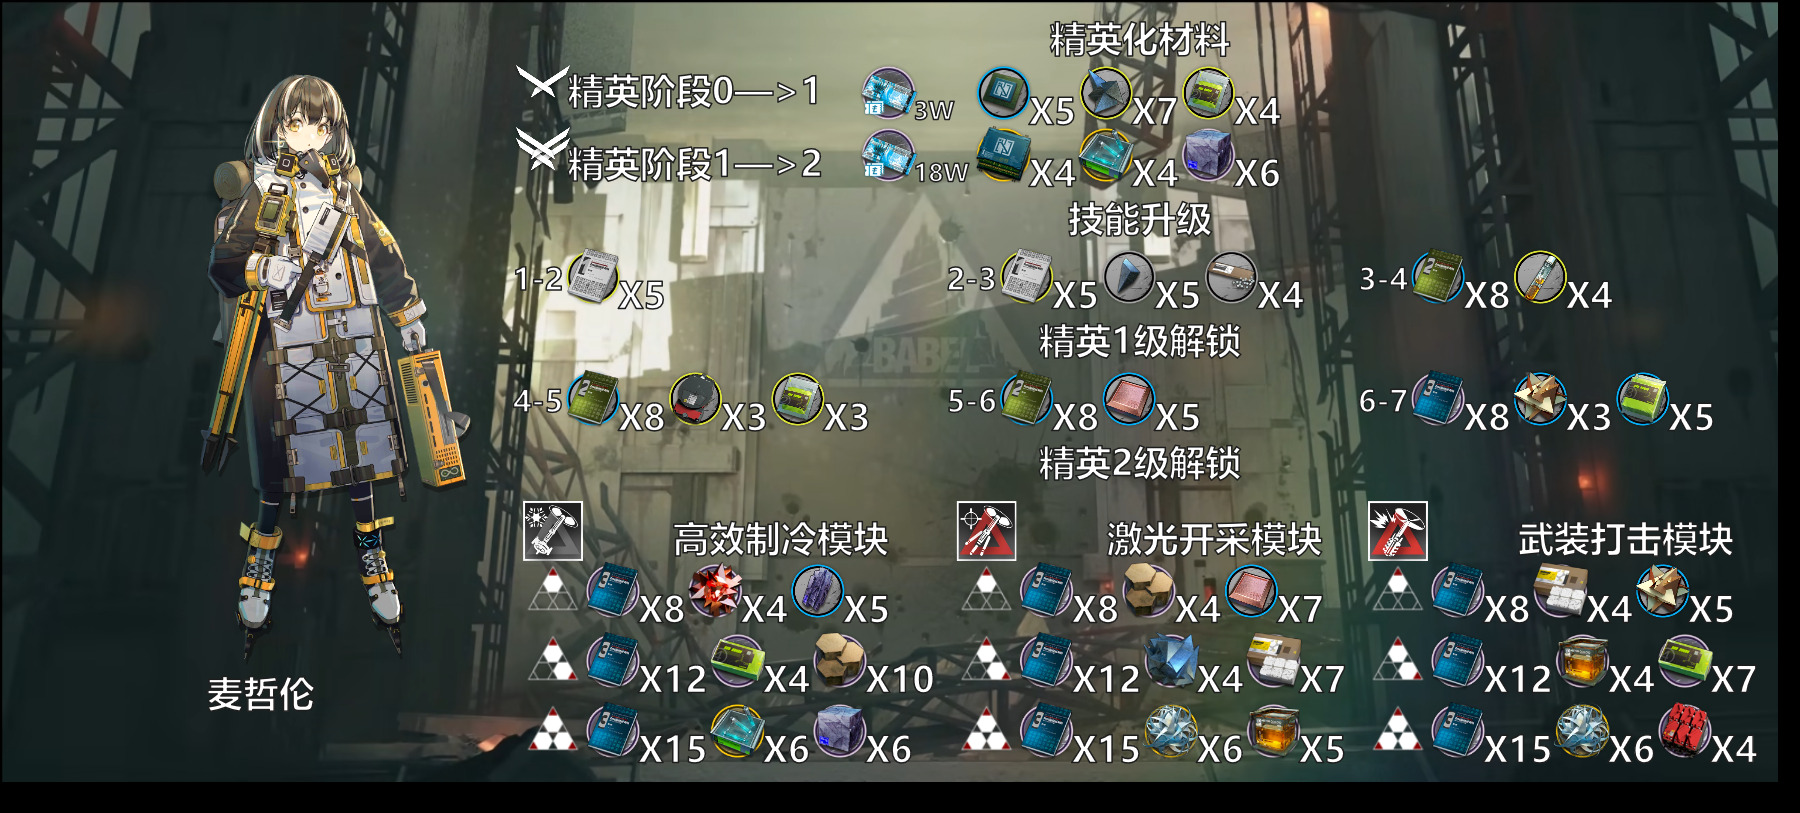 精英化材料
精英阶段0—>1 3W X5 X7 X4
精英阶段1—>2 18W X4 X4 X6
技能升级
1-2 X5 2-3 X5 X5 X4 3-4 X8 X4
精英1级解锁
BABEL
4-5 X8 X3 X3 5-6 X8 X5 6-7 X8 X3 X5
精英2级解锁
高效制冷模块 激光开采模块 武装打击模块
X8 X4 X5 X8 X4 X7 X8 X4 X5
X12 X4 X10 X12 X4 X7 X12 X4 X7
麦哲伦
X15 X6 X6 X15 X6 X5 X15 X6 X4